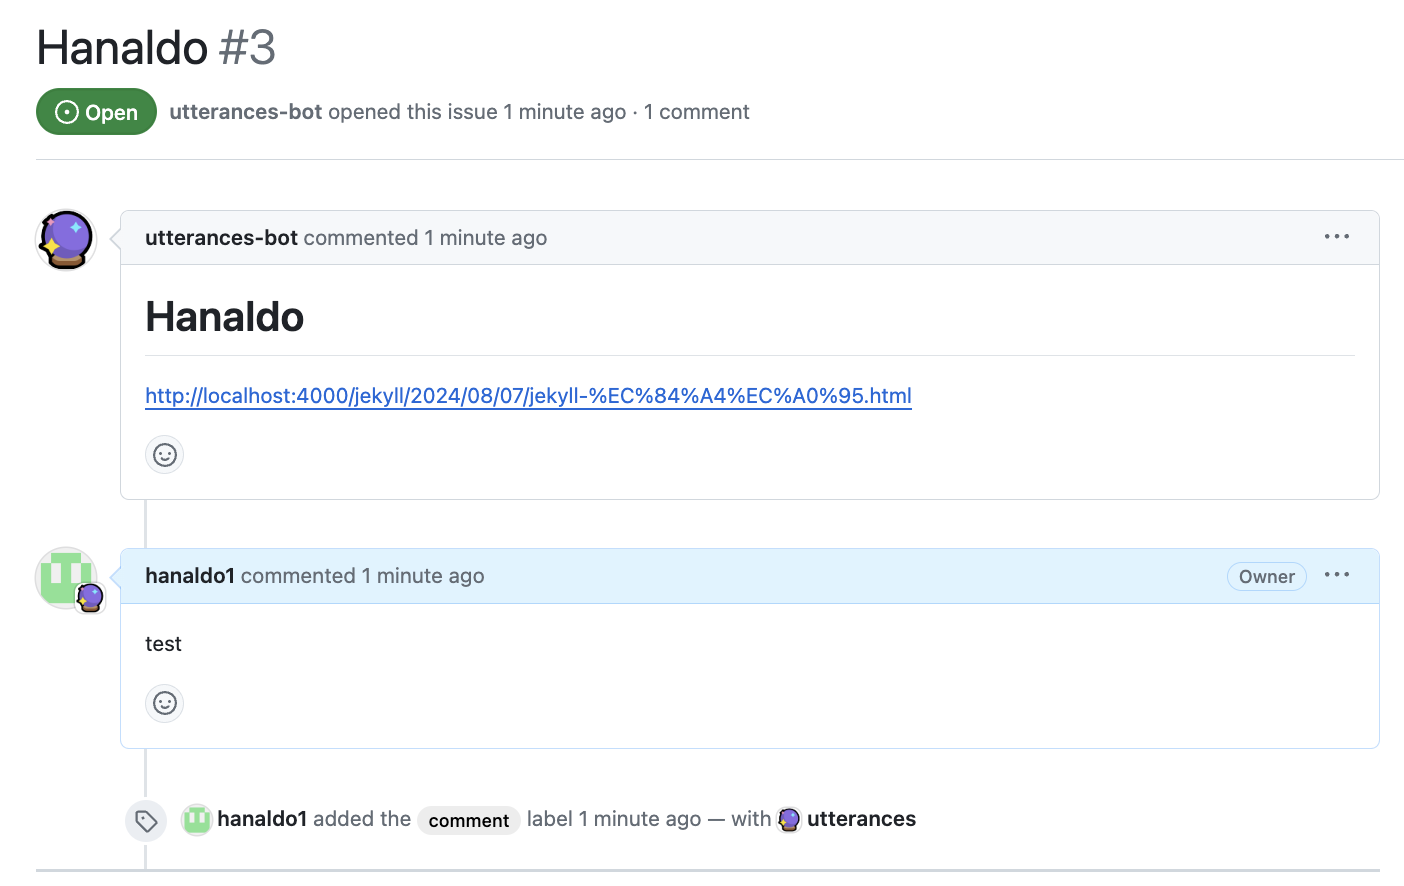 Hanaldo #3
Open utterances-bot opened this issue 1 minute ago · 1 comment
utterances-bot commented 1 minute ago
Hanaldo
http://localhost:4000/jekyll/2024/08/07/jekyll-%EC%84%A4%EC%A0%95.html
hanaldo1 commented 1 minute ago Owner
test
hanaldo1 added the comment label 1 minute ago — with utterances